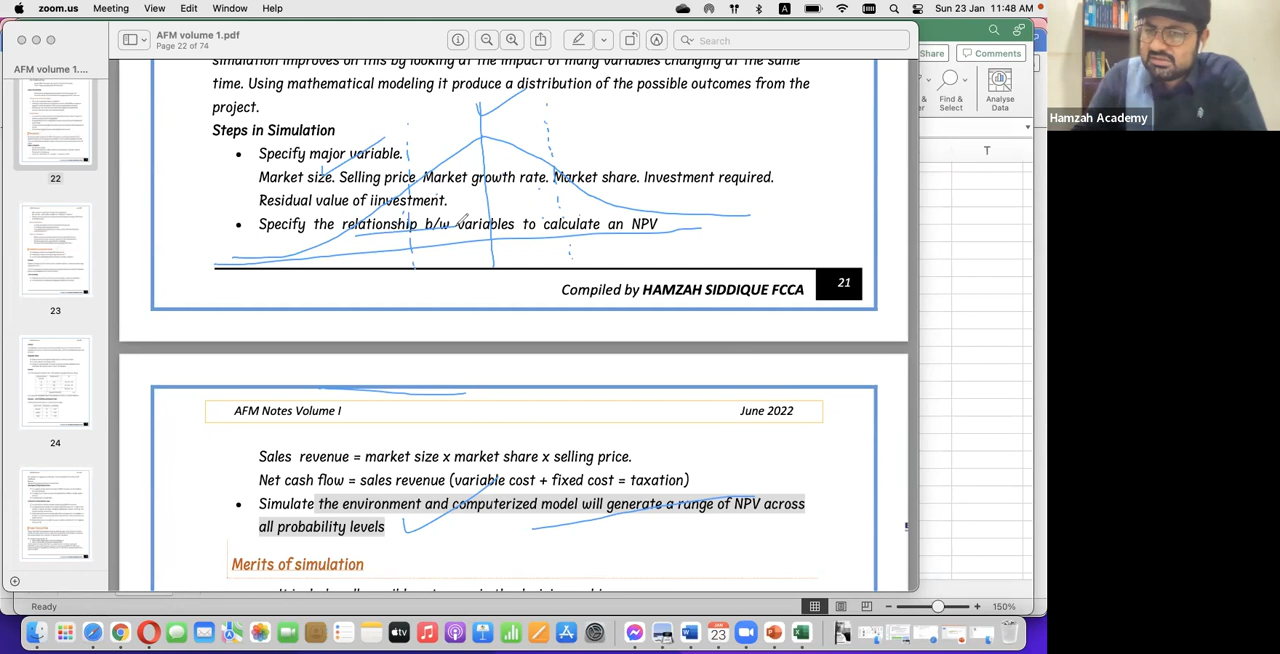 zoom.us Meeting View Edit Window Help
A
Sun 23 Jan 11:48 AM
AFM volume 1.pdf
Page 22 of 74
Search
AFM volume 1....
22
23
24
time. Using mathematical modeling it produced a distribution of the possible outcomes from the
project.
Steps in Simulation
• Specify major variable.
Market size. Selling price. Market growth rate. Market share. Investment required.
Residual value of iinvestment.
• Specify the relationship b/w variables to calculate an NPV
Compiled by HAMZAH SIDDIQUE FCCA 21
AFM Notes Volume I June 2022
Sales revenue = market size x market share x selling price.
Net cash flow = sales revenue (variable cost + fixed cost = taxation)
• Simulate the environment and computerized model will generate a range of NPV across
all probability levels
Merits of simulation
Share Comments
Find &
Select
Analyse
Data
T
Hamzah Academy
Ready
150%
tv
JAN
23